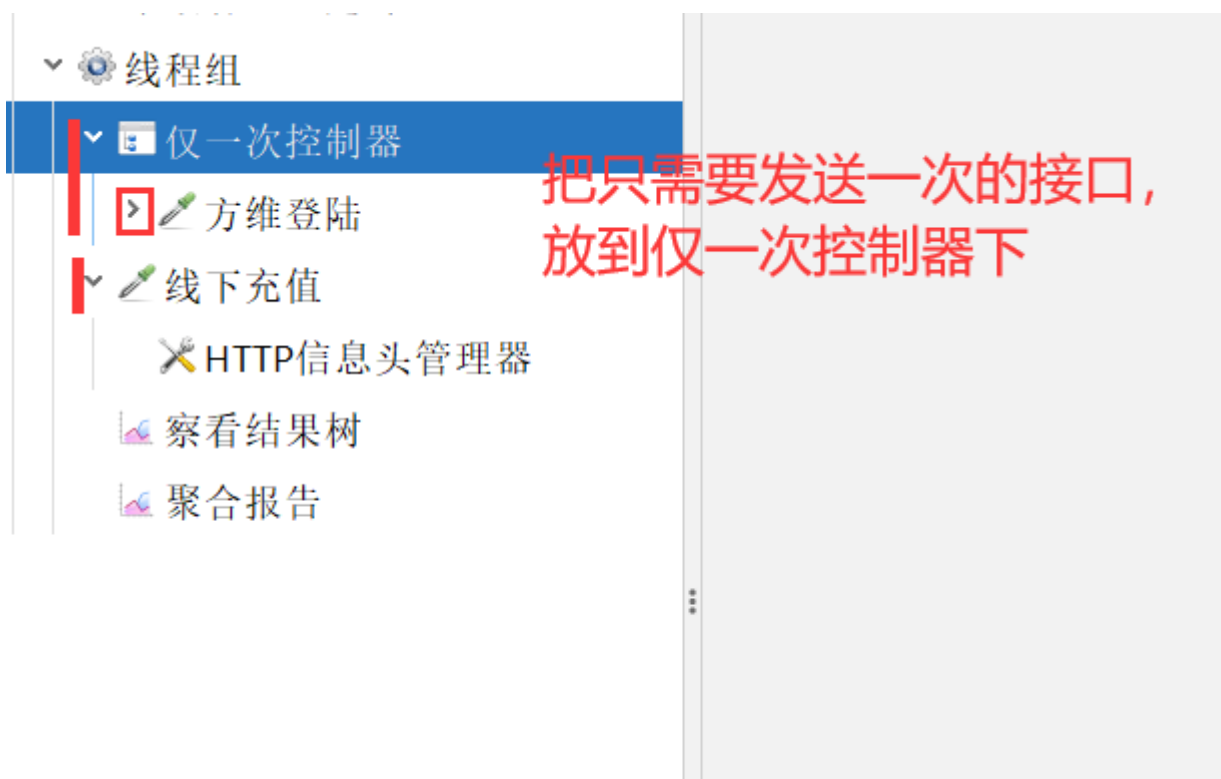 线程组
仅一次控制器
方维登陆
线下充值
HTTP信息头管理器
察看结果树
聚合报告
把只需要发送一次的接口，
放到仅一次控制器下